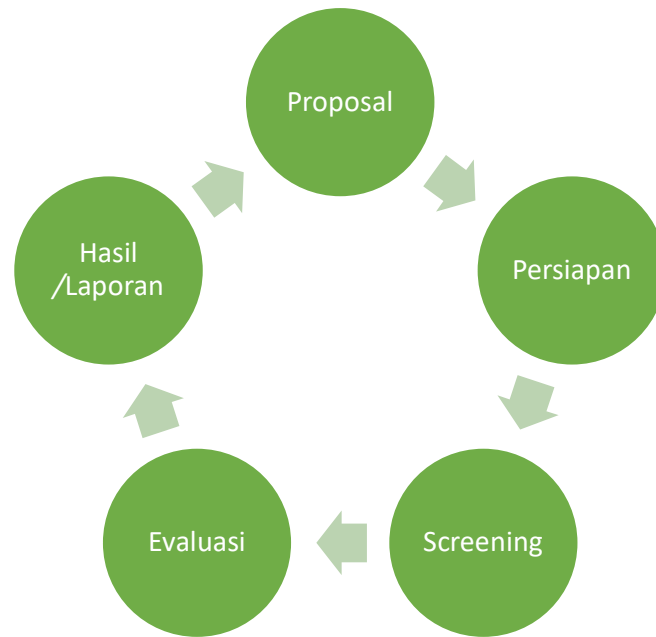 Proposal
Persiapan
Screening
Evaluasi
Hasil
/Laporan